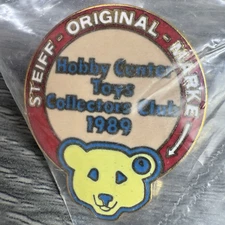 STEIFF - ORIGINAL - MARKE
Hobby Center
Toys
Collectors Club
1989